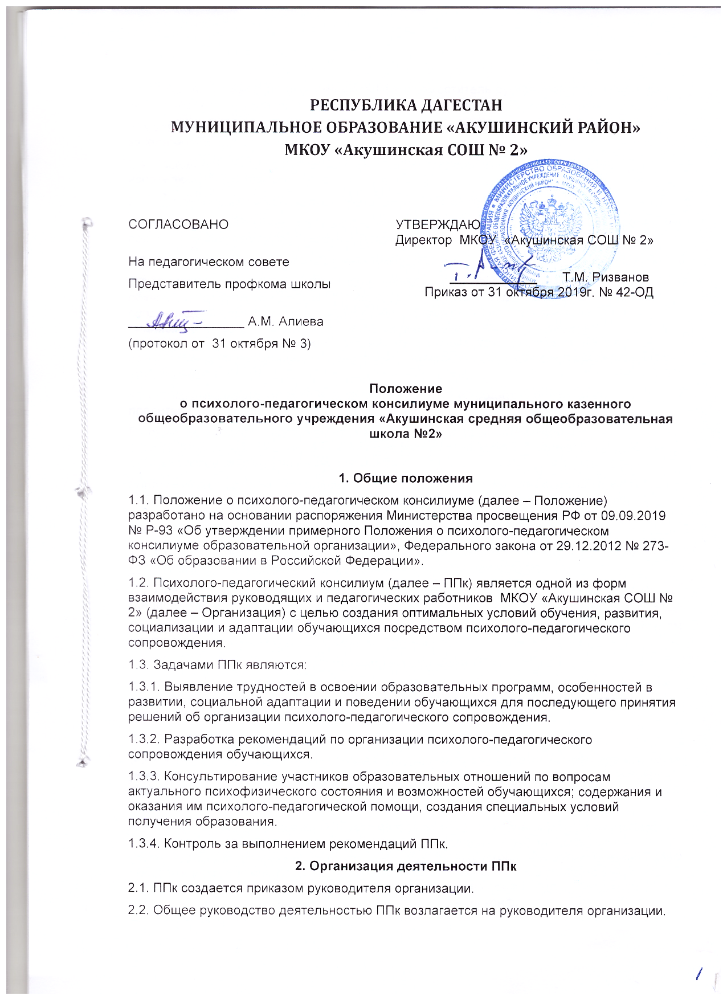 РЕСПУБЛИКА ДАГЕСТАН
МУНИЦИПАЛЬНОЕ ОБРАЗОВАНИЕ «АКУШИНСКИЙ РАЙОН»
МКОУ «Акушинская СОШ № 2»
СОГЛАСОВАНО
На педагогическом совете
Представитель профкома школы
А.М. Алиева
(протокол от 31 октября № 3)
УТВЕРЖДАЮ
Директор МКОУ «Акушинская СОШ № 2»
Т.М. Ризванов
Приказ от 31 октября 2019г. № 42-ОД
Положение
о психолого-педагогическом консилиуме муниципального казенного
общеобразовательного учреждения «Акушинская средняя общеобразовательная
школа №2»
1. Общие положения
1.1. Положение о психолого-педагогическом консилиуме (далее – Положение)
разработано на основании распоряжения Министерства просвещения РФ от 09.09.2019
№ Р-93 «Об утверждении примерного Положения о психолого-педагогическом
консилиуме образовательной организации», Федерального закона от 29.12.2012 № 273-
ФЗ «Об образовании в Российской Федерации».
1.2. Психолого-педагогический консилиум (далее – ППк) является одной из форм
взаимодействия руководящих и педагогических работников МКОУ «Акушинская СОШ №
2» (далее – Организация) с целью создания оптимальных условий обучения, развития,
социализации и адаптации обучающихся посредством психолого-педагогического
сопровождения.
1.3. Задачами ППк являются:
1.3.1. Выявление трудностей в освоении образовательных программ, особенностей в
развитии, социальной адаптации и поведении обучающихся для последующего принятия
решений об организации психолого-педагогического сопровождения.
1.3.2. Разработка рекомендаций по организации психолого-педагогического
сопровождения обучающихся.
1.3.3. Консультирование участников образовательных отношений по вопросам
актуального психофизического состояния и возможностей обучающихся; содержания и
оказания им психолого-педагогической помощи, создания специальных условий
получения образования.
1.3.4. Контроль за выполнением рекомендаций ППк.
2. Организация деятельности ППк
2.1. ППк создается приказом руководителя организации.
2.2. Общее руководство деятельностью ППк возлагается на руководителя организации.
1